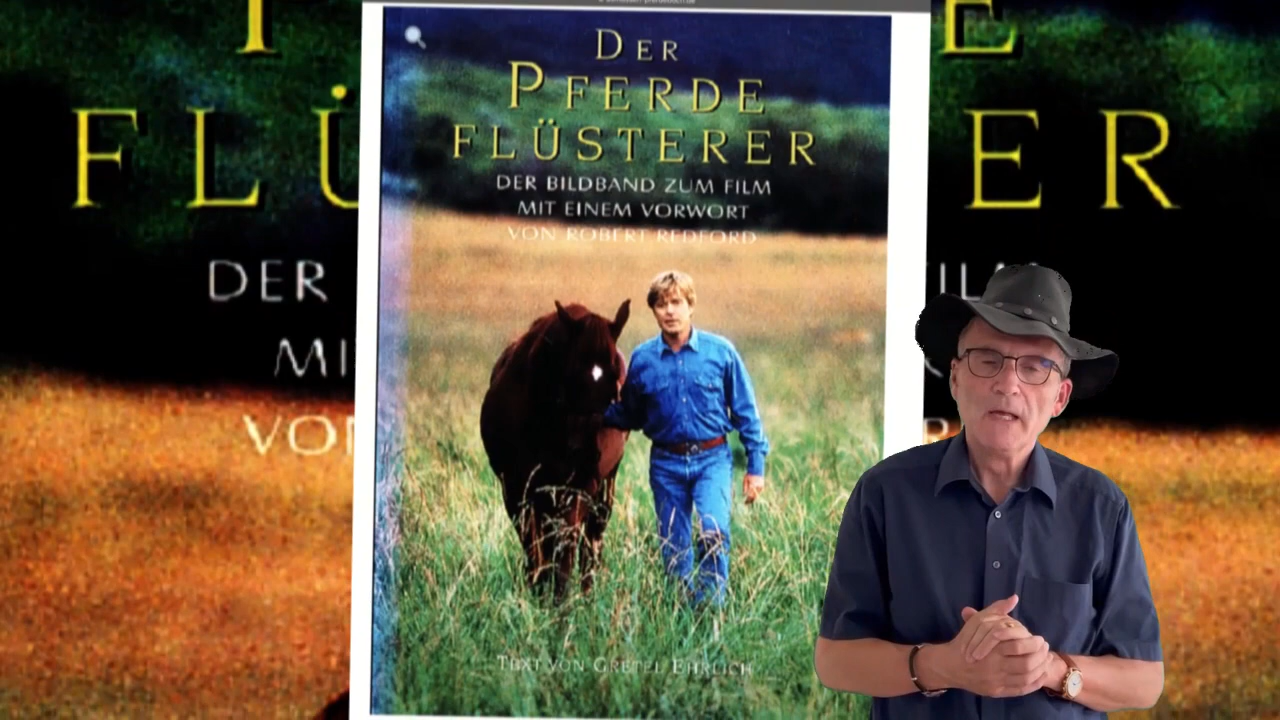 DER
PFERDE
FLÜSTERER
DER BILDBAND ZUM FILM
MIT EINEM VORWORT
VON ROBERT REDFORD
TEXT VON GRETEL EHRLICH